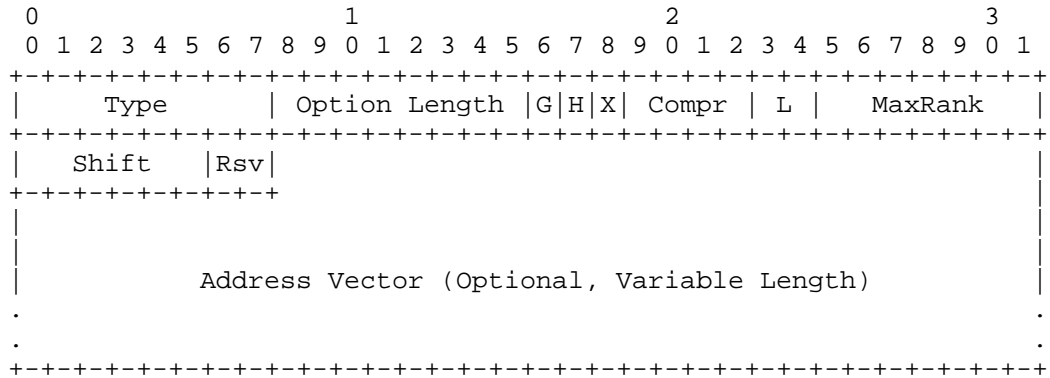 0                   1                   2                   3
 0 1 2 3 4 5 6 7 8 9 0 1 2 3 4 5 6 7 8 9 0 1 2 3 4 5 6 7 8 9 0 1
+-+-+-+-+-+-+-+-+-+-+-+-+-+-+-+-+-+-+-+-+-+-+-+-+-+-+-+-+-+-+-+-+
|     Type      | Option Length |G|H|X| Compr | L |   MaxRank   |
+-+-+-+-+-+-+-+-+-+-+-+-+-+-+-+-+-+-+-+-+-+-+-+-+-+-+-+-+-+-+-+-+
|   Shift   |Rsv|                                               |
+-+-+-+-+-+-+-+-+                                               |
|                                                               |
|                                                               |
|           Address Vector (Optional, Variable Length)          |
.                                                               .
.                                                               .
+-+-+-+-+-+-+-+-+-+-+-+-+-+-+-+-+-+-+-+-+-+-+-+-+-+-+-+-+-+-+-+-+